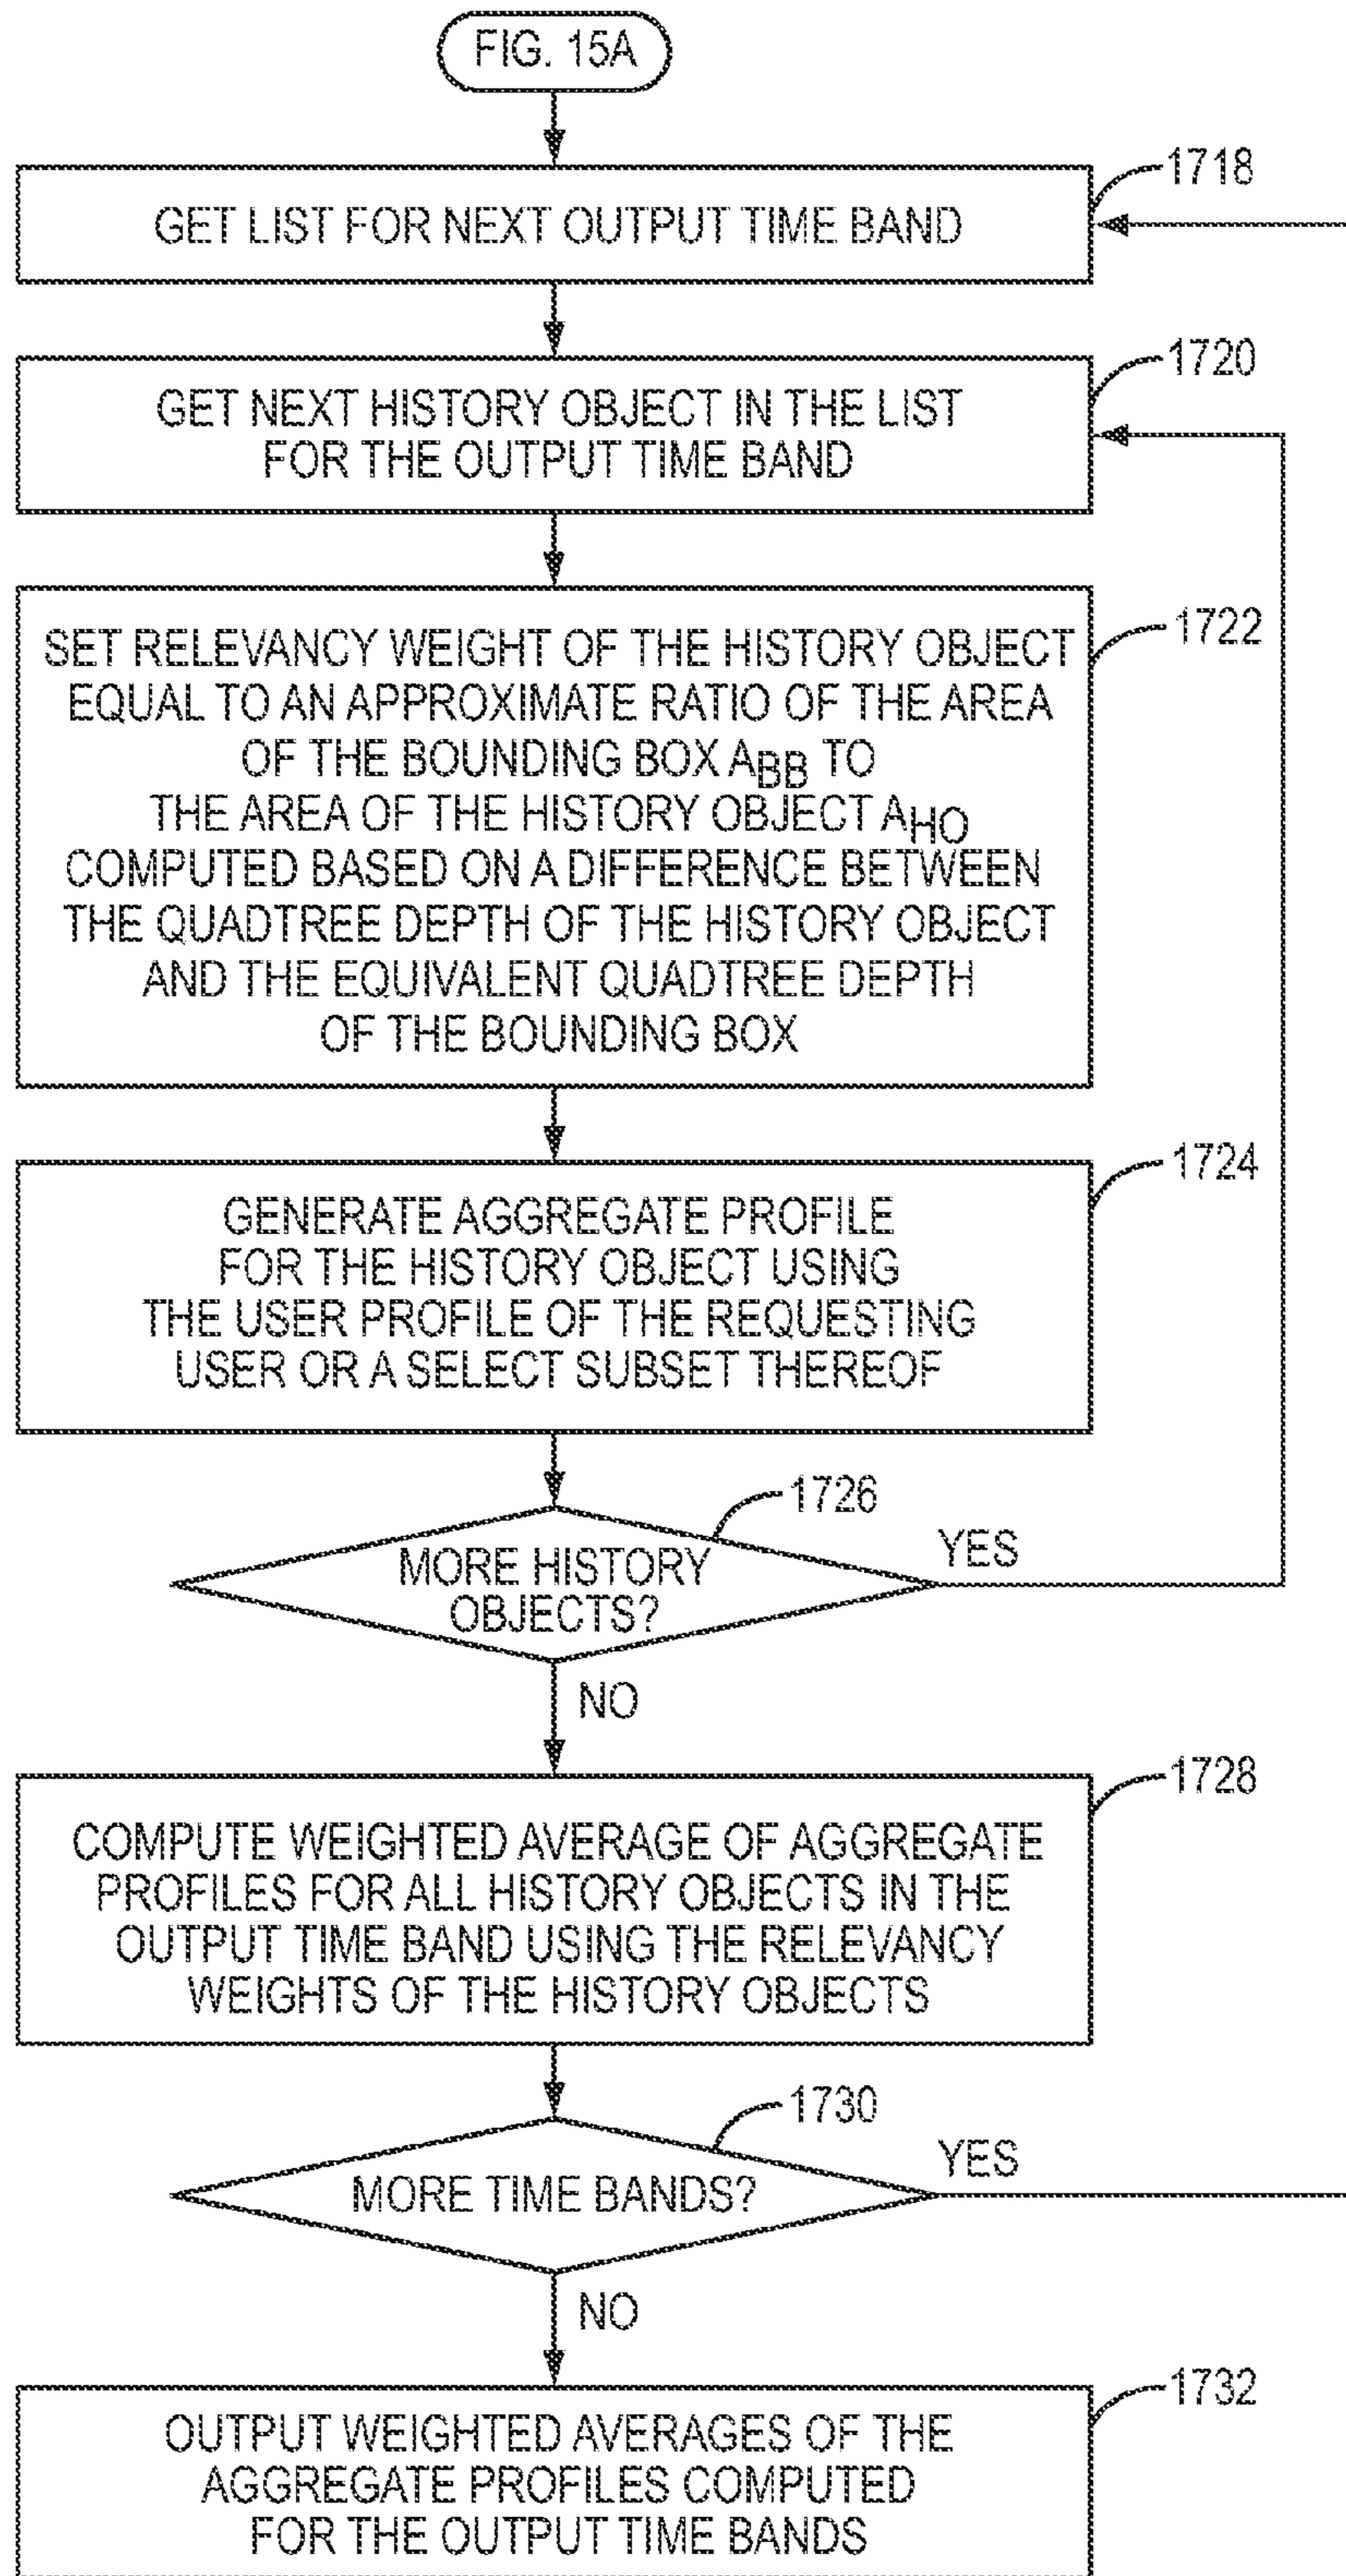 FIG. 15A
1718
GET LIST FOR NEXT OUTPUT TIME BAND
1720
GET NEXT HISTORY OBJECT IN THE LIST
FOR THE OUTPUT TIME BAND
1722
SET RELEVANCY WEIGHT OF THE HISTORY OBJECT
EQUAL TO AN APPROXIMATE RATIO OF THE AREA
OF THE BOUNDING BOX ABB TO
THE AREA OF THE HISTORY OBJECT AHO
COMPUTED BASED ON A DIFFERENCE BETWEEN
THE QUADTREE DEPTH OF THE HISTORY OBJECT
AND THE EQUIVALENT QUADTREE DEPTH
OF THE BOUNDING BOX
1724
GENERATE AGGREGATE PROFILE
FOR THE HISTORY OBJECT USING
THE USER PROFILE OF THE REQUESTING
USER OR A SELECT SUBSET THEREOF
1726
MORE HISTORY
OBJECTS?
YES
NO
1728
COMPUTE WEIGHTED AVERAGE OF AGGREGATE
PROFILES FOR ALL HISTORY OBJECTS IN THE
OUTPUT TIME BAND USING THE RELEVANCY
WEIGHTS OF THE HISTORY OBJECTS
1730
MORE TIME BANDS?
YES
NO
1732
OUTPUT WEIGHTED AVERAGES OF THE
AGGREGATE PROFILES COMPUTED
FOR THE OUTPUT TIME BANDS